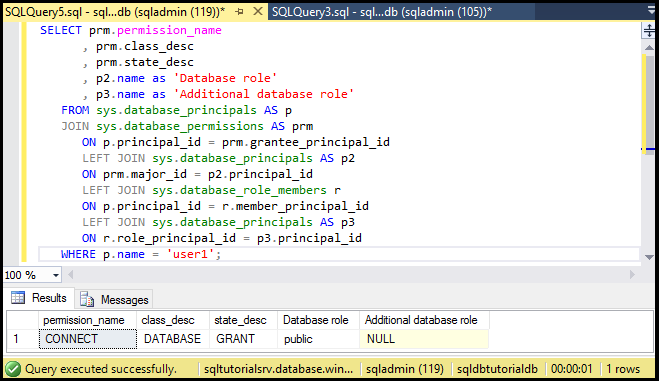 SQLQuery5.sql - sql...db (sqladmin (119))* SQLQuery3.sql - sql...db (sqladmin (105))*
SELECT prm.permission_name
, prm.class_desc
, prm.state_desc
, p2.name as 'Database role'
, p3.name as 'Additional database role'
FROM sys.database_principals AS p
JOIN sys.database_permissions AS prm
ON p.principal_id = prm.grantee_principal_id
LEFT JOIN sys.database_principals AS p2
ON prm.major_id = p2.principal_id
LEFT JOIN sys.database_role_members r
ON p.principal_id = r.member_principal_id
LEFT JOIN sys.database_principals AS p3
ON r.role_principal_id = p3.principal_id
WHERE p.name = 'user1';
100 %
Results Messages
permission_name class_desc state_desc Database role Additional database role
1 CONNECT DATABASE GRANT public NULL
Query executed successfully. sqltutorialsrv.database.win... sqladmin (119) sqldbtutorialdb 00:00:01 1 rows